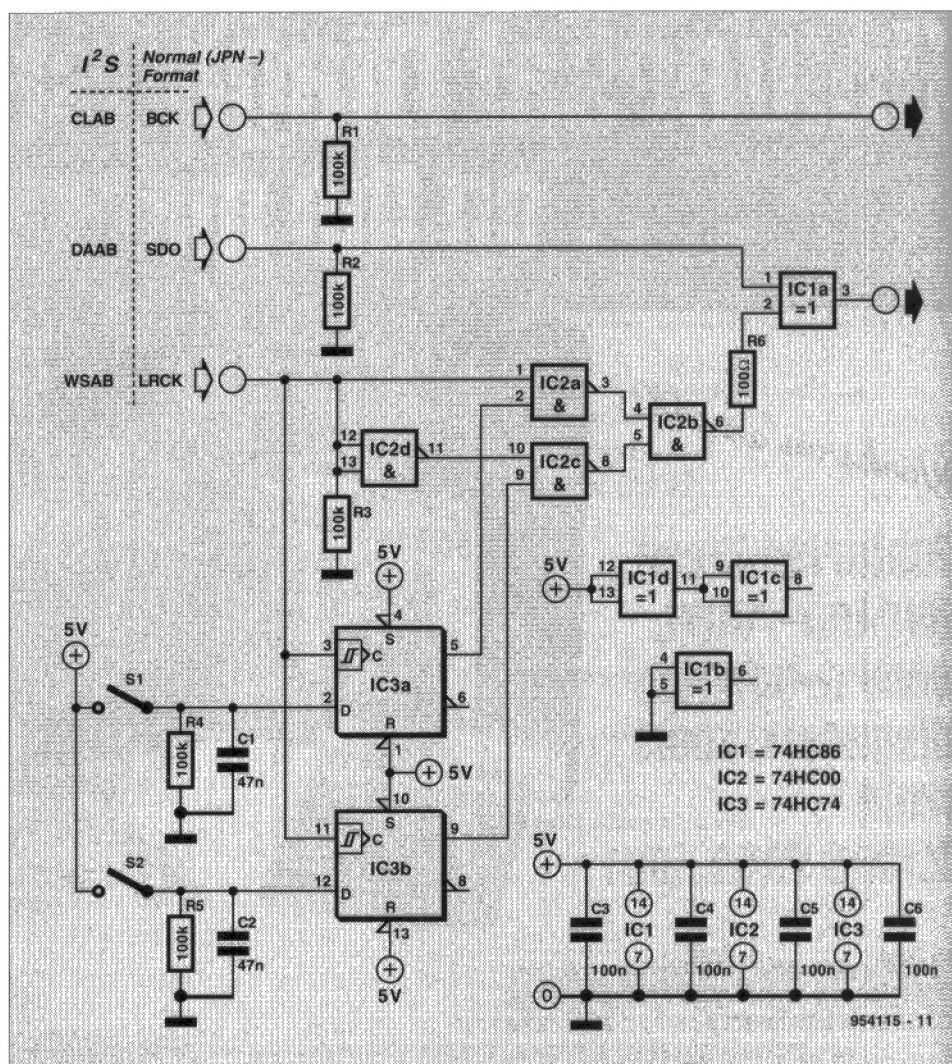 I²S Normal (JPN –)
Format
CLAB BCK
R1
100k
DAAB SDO
R2
100k
1
2
IC1a
=1
3
R6
100Ω
WSAB LRCK
1
2
IC2a
&
3
4
5
IC2b
&
6
12
13
IC2d
&
11
10
9
IC2c
&
8
R3
100k
5V
4
S
3
C
IC3a
5
2
D
6
R
1
5V
5V
12
13
IC1d
=1
11
9
10
IC1c
=1
8
4
5
IC1b
=1
6
5V
S1
R4
100k
C1
47n
10
S
11
C
IC3b
9
12
D
8
R
13
5V
S2
R5
100k
C2
47n
IC1 = 74HC86
IC2 = 74HC00
IC3 = 74HC74
5V
C3
14
IC1
7
100n
C4
14
IC2
7
100n
C5
14
IC3
7
100n
C6
100n
0
954115 - 11